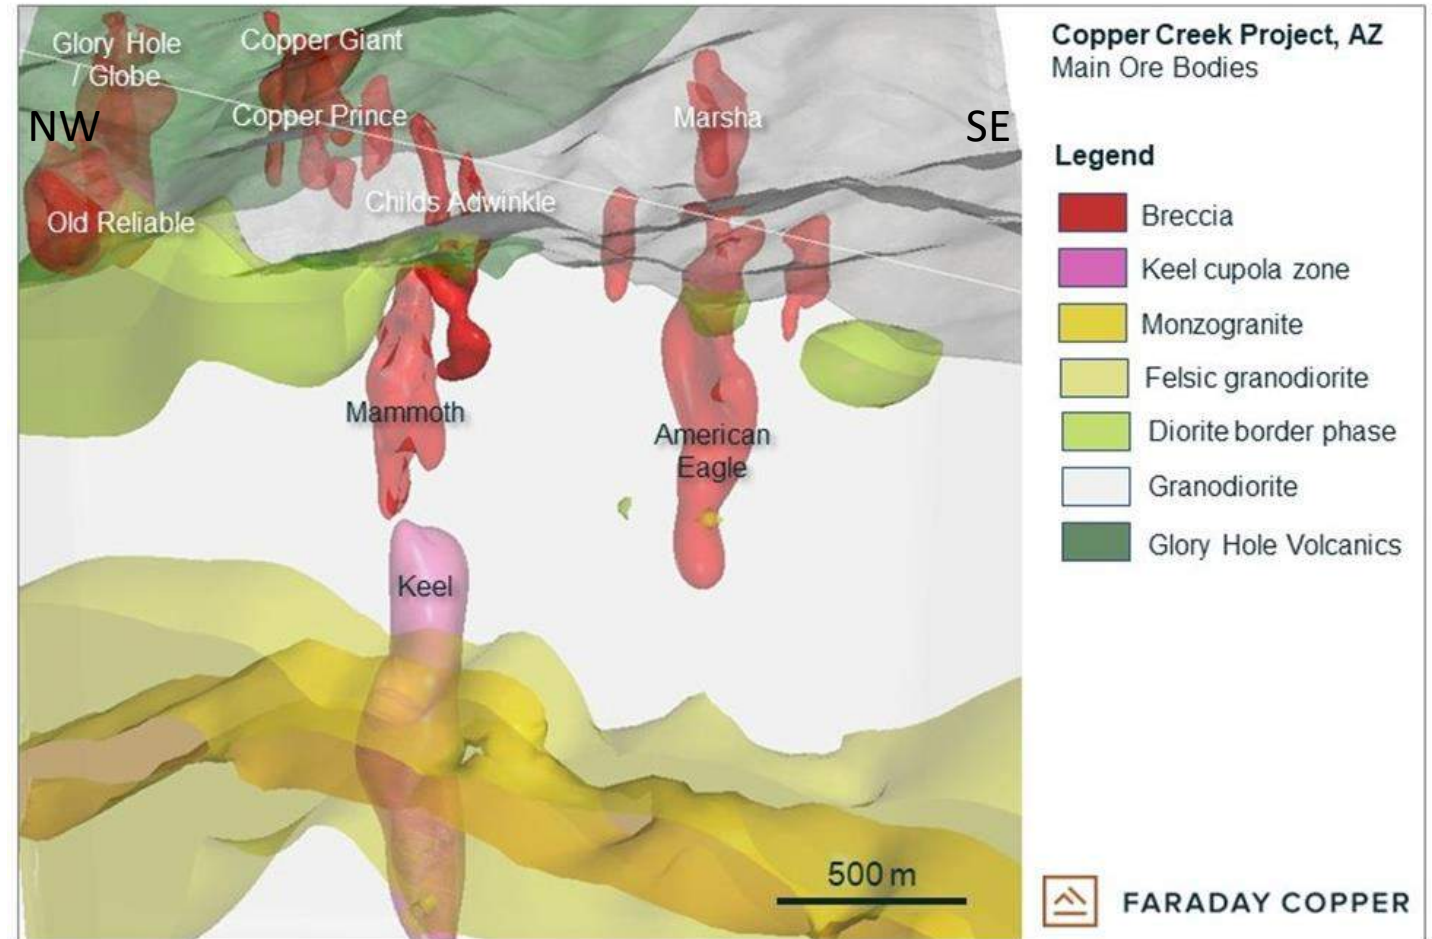 Glory Hole
/ Globe
Copper Giant
NW
Copper Prince
Marsha
SE
Childs Adwinkle
Old Reliable
Mammoth
American
Eagle
Keel
500 m
Copper Creek Project, AZ
Main Ore Bodies
Legend
Breccia
Keel cupola zone
Monzogranite
Felsic granodiorite
Diorite border phase
Granodiorite
Glory Hole Volcanics
FARADAY COPPER